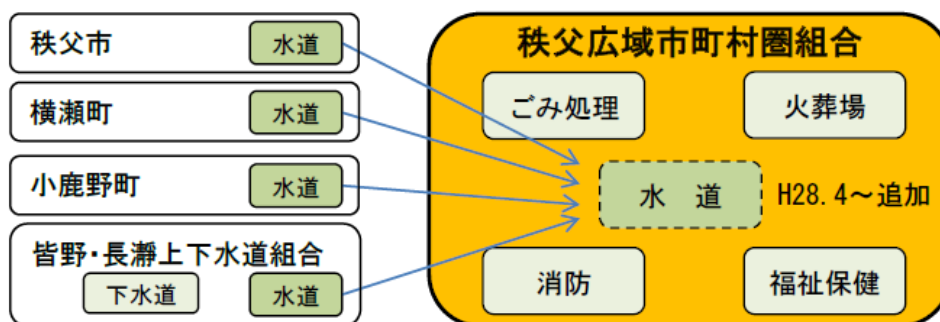 秩父市 水道
横瀬町 水道
小鹿野町 水道
皆野・長瀞上下水道組合
下水道 水道
秩父広域市町村圏組合
ごみ処理 火葬場
水 道 H28.4～追加
消防 福祉保健